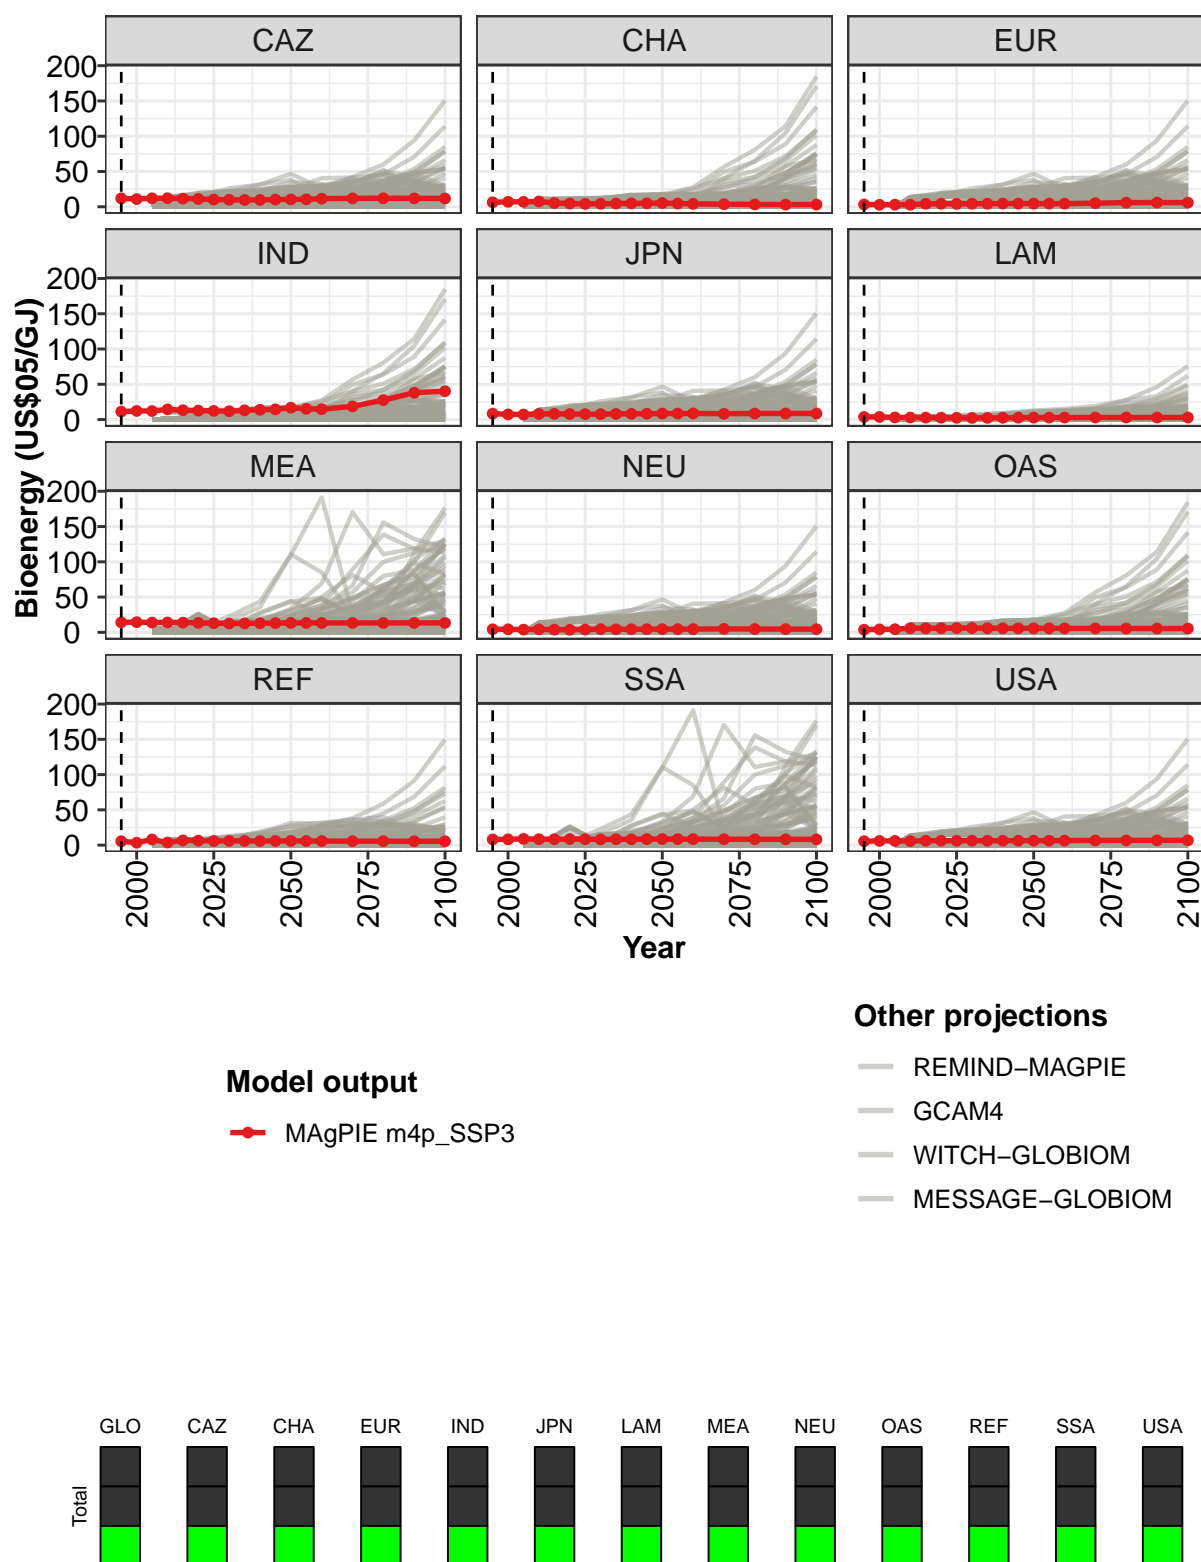 CAZ CHA EUR
200
150
100
50
0
IND JPN LAM
200
150
100
50
0
MEA NEU OAS
200
150
100
50
0
REF SSA USA
200
150
100
50
0
Bioenergy (US$05/GJ)
2000 2025 2050 2075 2100 2000 2025 2050 2075 2100 2000 2025 2050 2075 2100
Year
Model output
MAgPIE m4p_SSP3
Other projections
REMIND−MAGPIE
GCAM4
WITCH−GLOBIOM
MESSAGE−GLOBIOM
GLO CAZ CHA EUR IND JPN LAM MEA NEU OAS REF SSA USA
Total